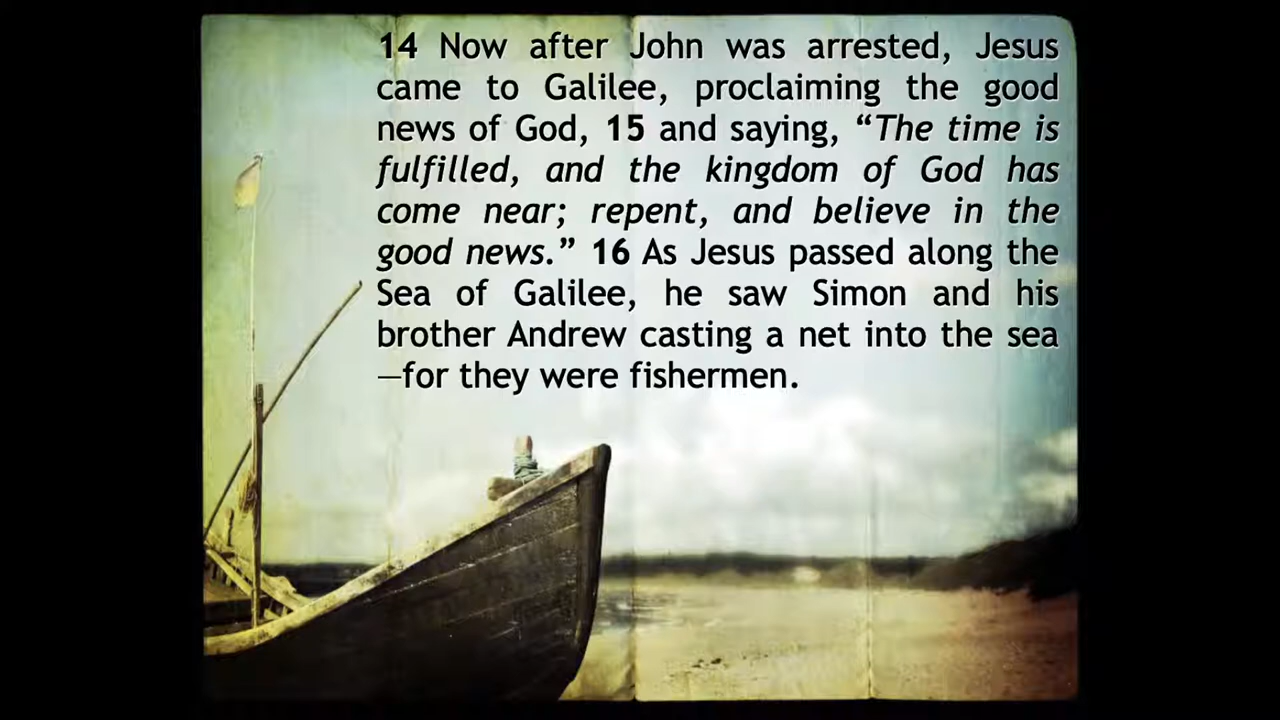 14 Now after John was arrested, Jesus
came to Galilee, proclaiming the good
news of God, 15 and saying, “The time is
fulfilled, and the kingdom of God has
come near; repent, and believe in the
good news.” 16 As Jesus passed along the
Sea of Galilee, he saw Simon and his
brother Andrew casting a net into the sea
—for they were fishermen.